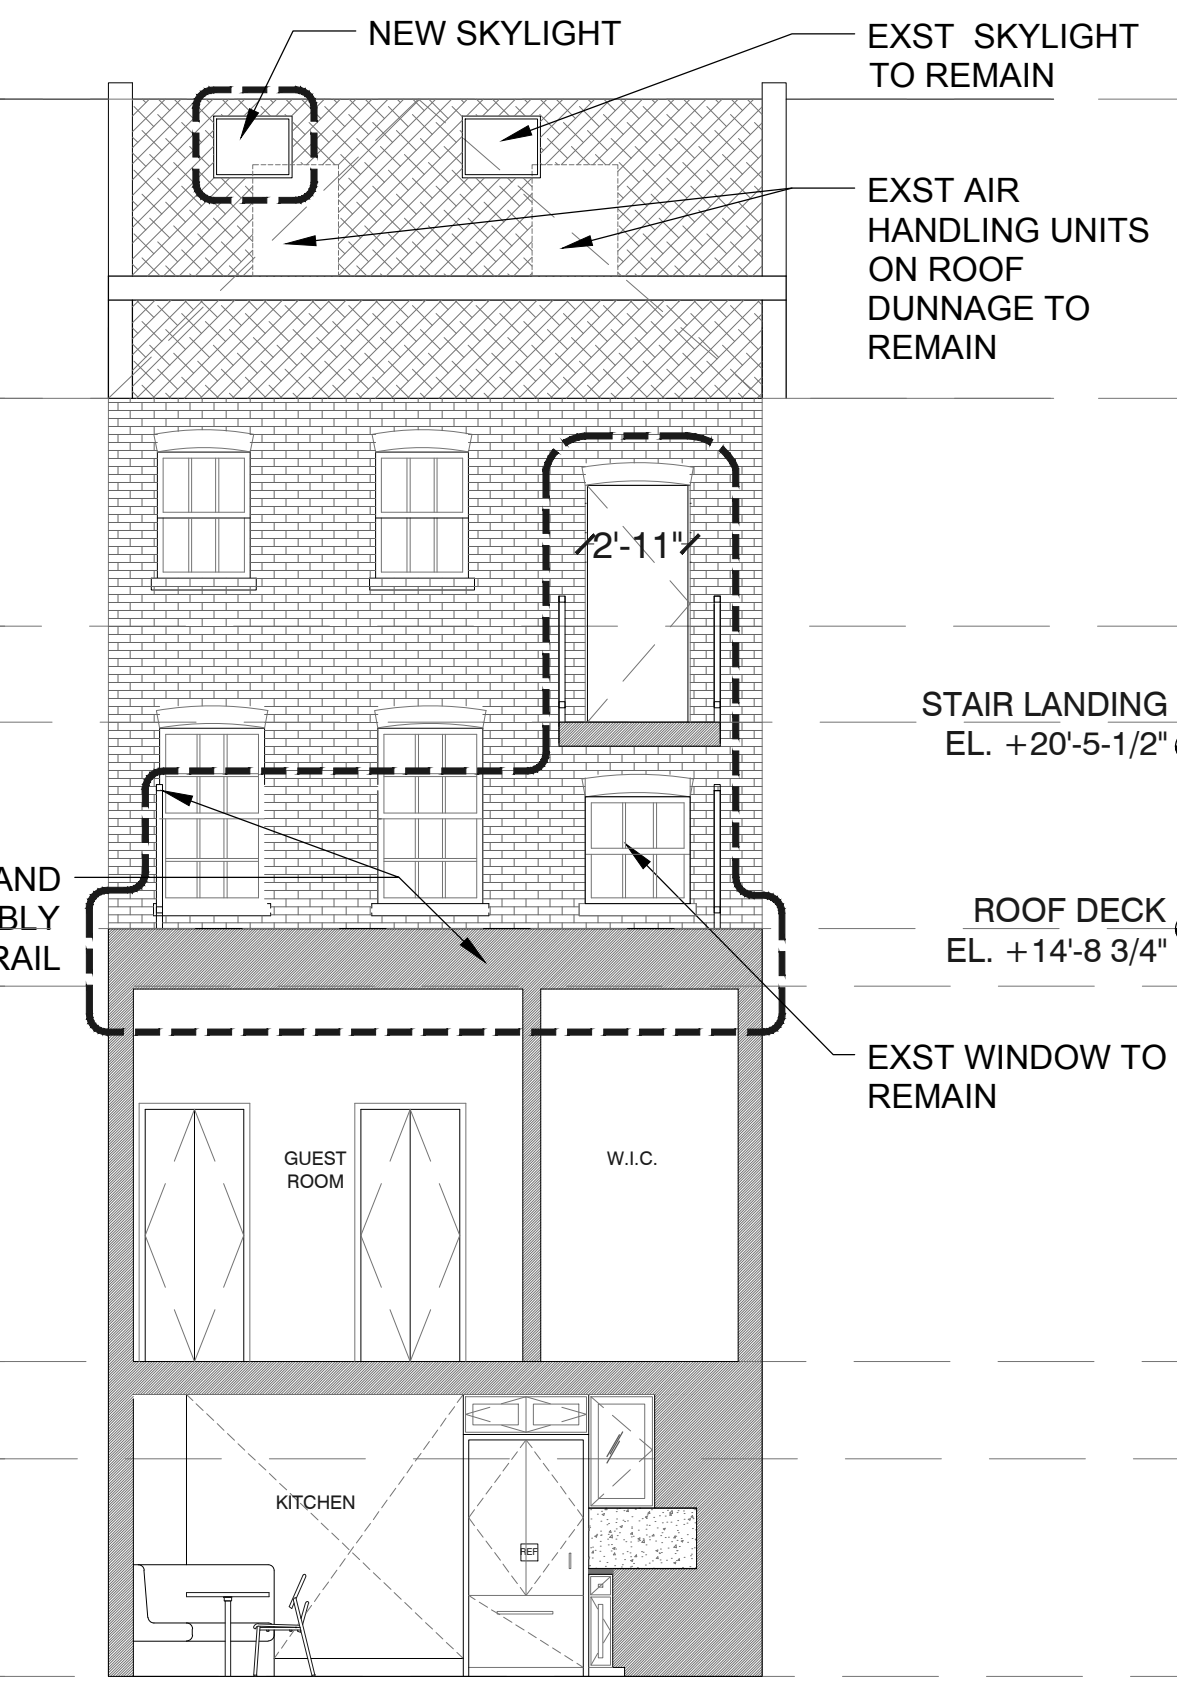 NEW SKYLIGHT
EXST SKYLIGHT
TO REMAIN
EXST AIR
HANDLING UNITS
ON ROOF
DUNNAGE TO
REMAIN
2'-11"
STAIR LANDING
EL. +20'-5-1/2"
AND
BLY
RAIL
ROOF DECK
EL. +14'-8 3/4"
EXST WINDOW TO
REMAIN
GUEST
ROOM
W.I.C.
KITCHEN
REF